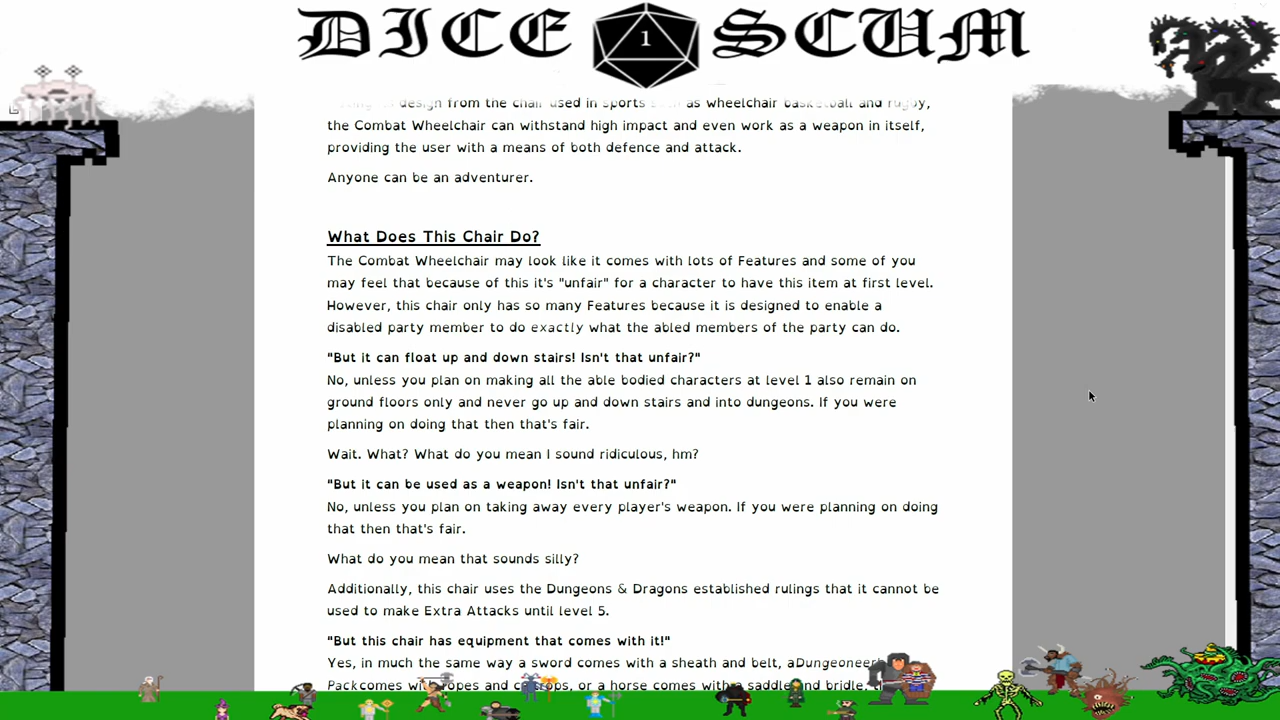 DICE 1 SCUM
design from the chair used in sports as wheelchair basketball and rugby,
the Combat Wheelchair can withstand high impact and even work as a weapon in itself,
providing the user with a means of both defence and attack.
Anyone can be an adventurer.
What Does This Chair Do?
The Combat Wheelchair may look like it comes with lots of Features and some of you
may feel that because of this it's "unfair" for a character to have this item at first level.
However, this chair only has so many Features because it is designed to enable a
disabled party member to do exactly what the abled members of the party can do.
"But it can float up and down stairs! Isn't that unfair?"
No, unless you plan on making all the able bodied characters at level 1 also remain on
ground floors only and never go up and down stairs and into dungeons. If you were
planning on doing that then that's fair.
Wait. What? What do you mean I sound ridiculous, hm?
"But it can be used as a weapon! Isn't that unfair?"
No, unless you plan on taking away every player's weapon. If you were planning on doing
that then that's fair.
What do you mean that sounds silly?
Additionally, this chair uses the Dungeons & Dragons established rulings that it cannot be
used to make Extra Attacks until level 5.
"But this chair has equipment that comes with it!"
Yes, in much the same way a sword comes with a sheath and belt, aDungeoneer
Packcomes or a horse comes with a saddle and bridle,